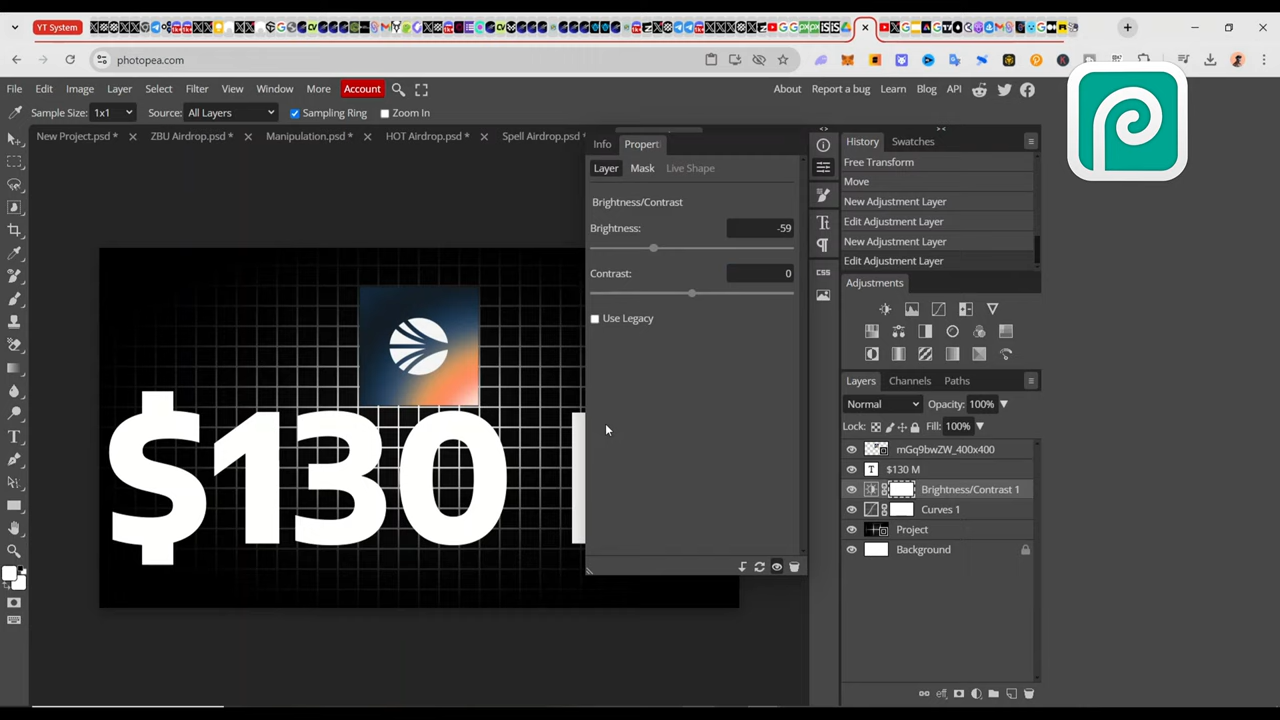 YT System
photopea.com
File Edit Image Layer Select Filter View Window More Account
About Report a bug Learn Blog API
Sample Size: 1x1 Source: All Layers Sampling Ring Zoom In
New Project.psd * ZBU Airdrop.psd * Manipulation.psd * HOT Airdrop.psd * Spell Airdrop.psd *
Info Properti
Layer Mask Live Shape
Brightness/Contrast
Brightness: -59
Contrast: 0
Use Legacy
$130
CSS
History Swatches
Free Transform
Move
New Adjustment Layer
Edit Adjustment Layer
New Adjustment Layer
Edit Adjustment Layer
Adjustments
Layers Channels Paths
Normal Opacity: 100%
Lock: Fill: 100%
mGq9bwZW_400x400
$130 M
Brightness/Contrast 1
Curves 1
Project
Background
eff